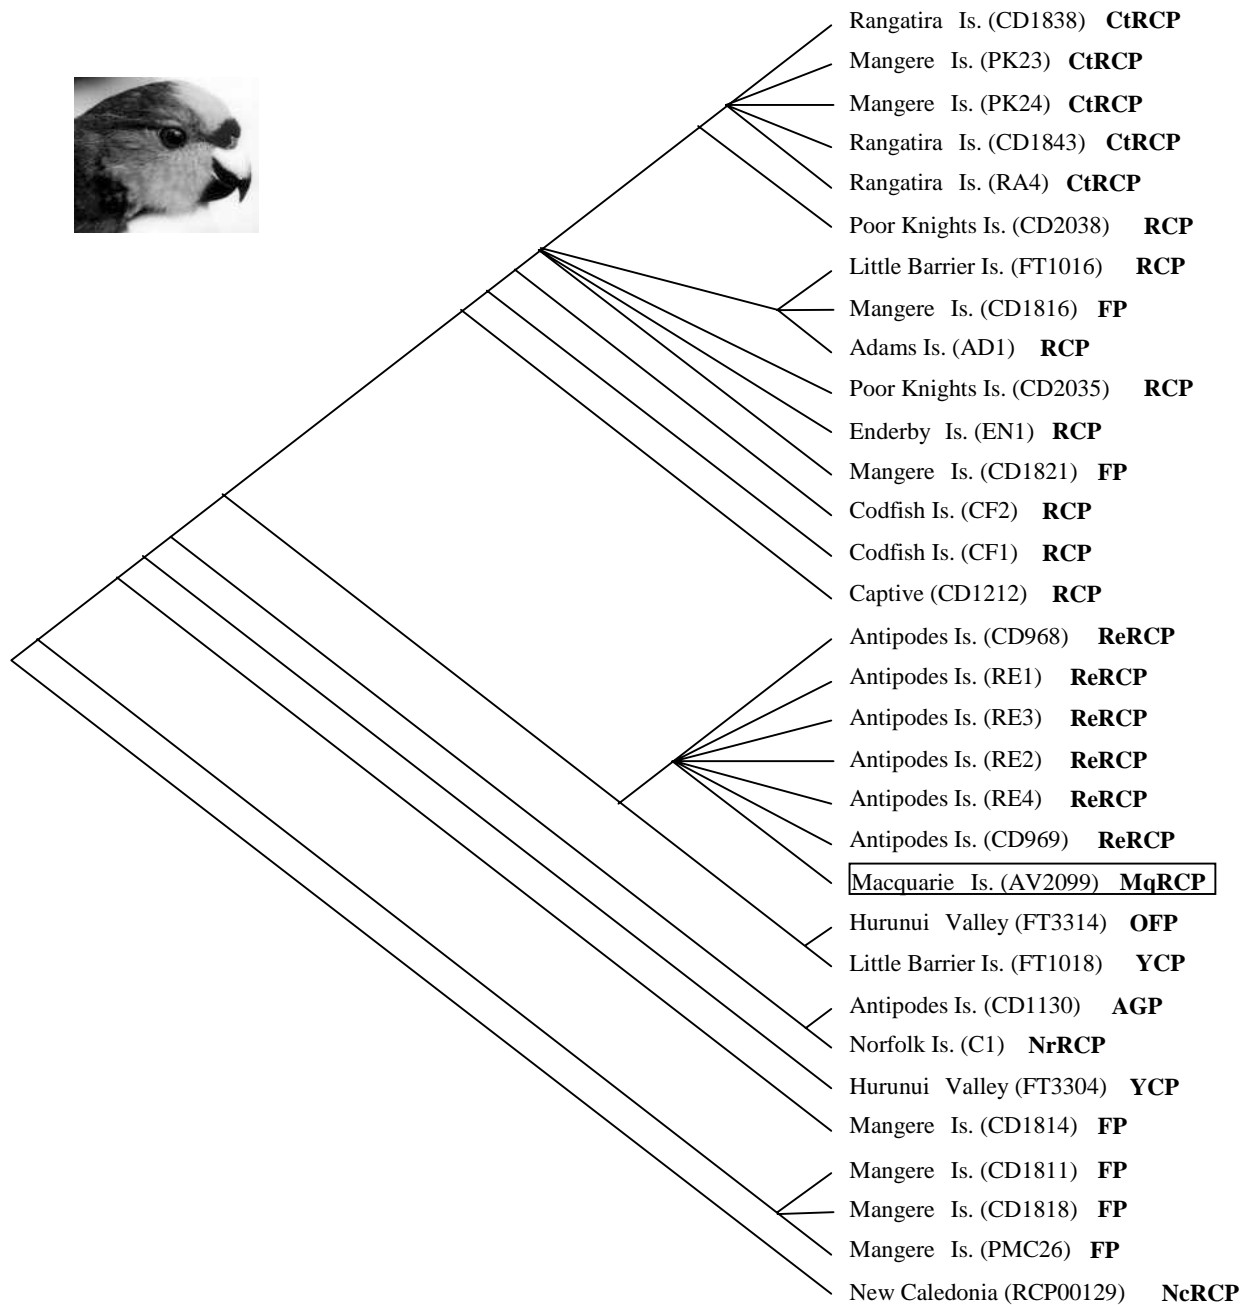 Rangatira Is. (CD1838) CtRCP
Mangere Is. (PK23) CtRCP
Mangere Is. (PK24) CtRCP
Rangatira Is. (CD1843) CtRCP
Rangatira Is. (RA4) CtRCP
Poor Knights Is. (CD2038) RCP
Little Barrier Is. (FT1016) RCP
Mangere Is. (CD1816) FP
Adams Is. (AD1) RCP
Poor Knights Is. (CD2035) RCP
Enderby Is. (EN1) RCP
Mangere Is. (CD1821) FP
Codfish Is. (CF2) RCP
Codfish Is. (CF1) RCP
Captive (CD1212) RCP
Antipodes Is. (CD968) ReRCP
Antipodes Is. (RE1) ReRCP
Antipodes Is. (RE3) ReRCP
Antipodes Is. (RE2) ReRCP
Antipodes Is. (RE4) ReRCP
Antipodes Is. (CD969) ReRCP
Macquarie Is. (AV2099) MqRCP
Hurunui Valley (FT3314) OFP
Little Barrier Is. (FT1018) YCP
Antipodes Is. (CD1130) AGP
Norfolk Is. (C1) NrRCP
Hurunui Valley (FT3304) YCP
Mangere Is. (CD1814) FP
Mangere Is. (CD1811) FP
Mangere Is. (CD1818) FP
Mangere Is. (PMC26) FP
New Caledonia (RCP00129) NcRCP